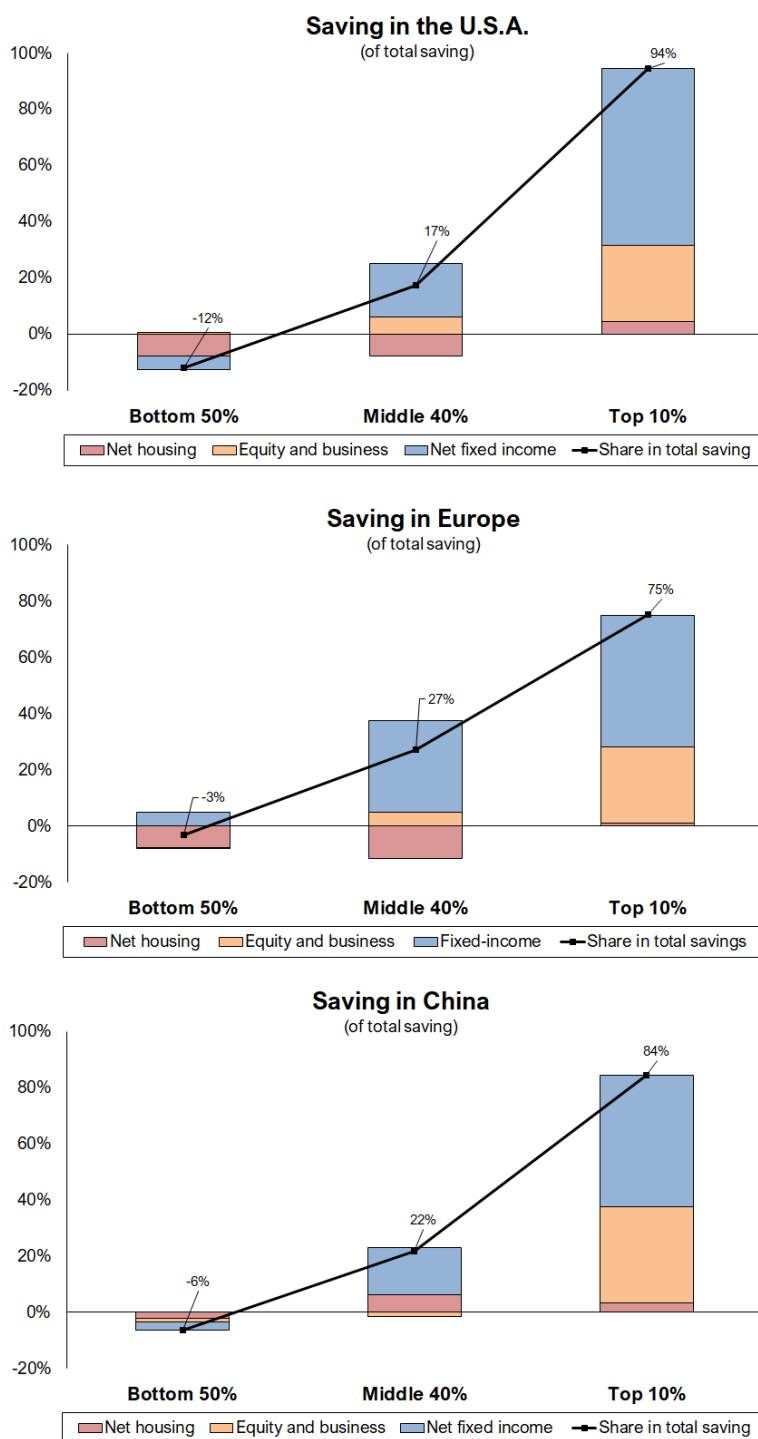 Saving in the U.S.A.
(of total saving)
100%
80%
60%
40%
20%
0%
-20%
94%
17%
-12%
Bottom 50% Middle 40% Top 10%
Net housing Equity and business Net fixed income Share in total saving
Saving in Europe
(of total saving)
100%
80%
60%
40%
20%
0%
-20%
75%
27%
-3%
Bottom 50% Middle 40% Top 10%
Net housing Equity and business Fixed-income Share in total savings
Saving in China
(of total saving)
100%
80%
60%
40%
20%
0%
-20%
84%
22%
-6%
Bottom 50% Middle 40% Top 10%
Net housing Equity and business Net fixed income Share in total saving